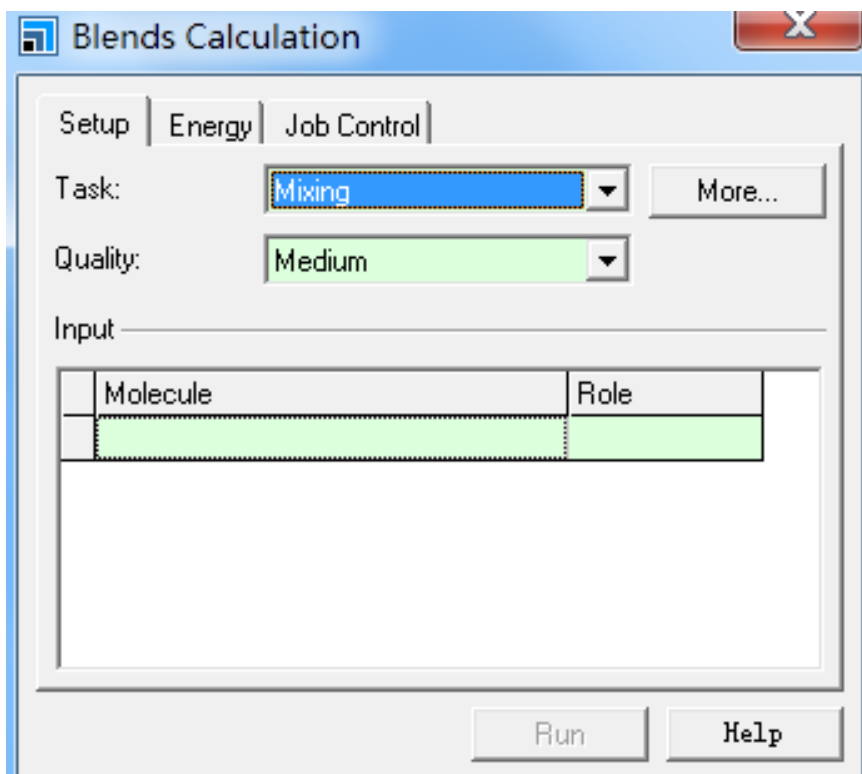 Blends Calculation
Setup Energy Job Control
Task: Mixing More...
Quality: Medium
Input
Molecule Role
Run Help